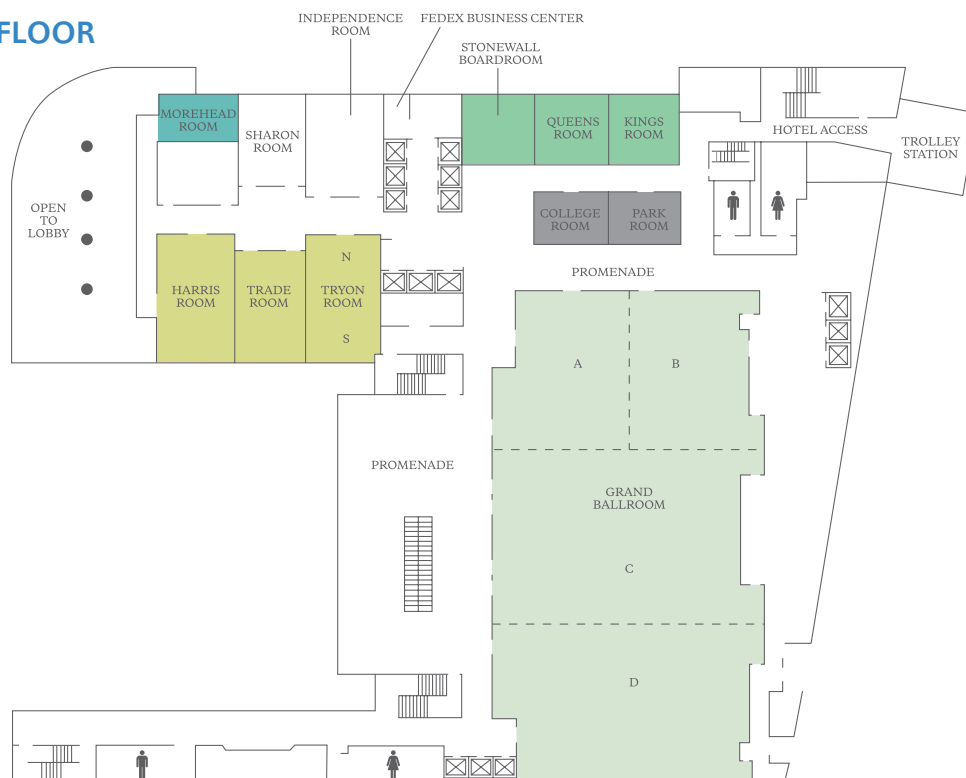 FLOOR
INDEPENDENCE
ROOM
FEDEX BUSINESS CENTER
STONEWALL
BOARDROOM
MOREHEAD
ROOM
SHARON
ROOM
QUEENS
ROOM
KINGS
ROOM
HOTEL ACCESS
TROLLEY
STATION
OPEN
TO
LOBBY
COLLEGE
ROOM
PARK
ROOM
N
HARRIS
ROOM
TRADE
ROOM
TRYON
ROOM
S
PROMENADE
A
B
PROMENADE
GRAND
BALLROOM
C
D